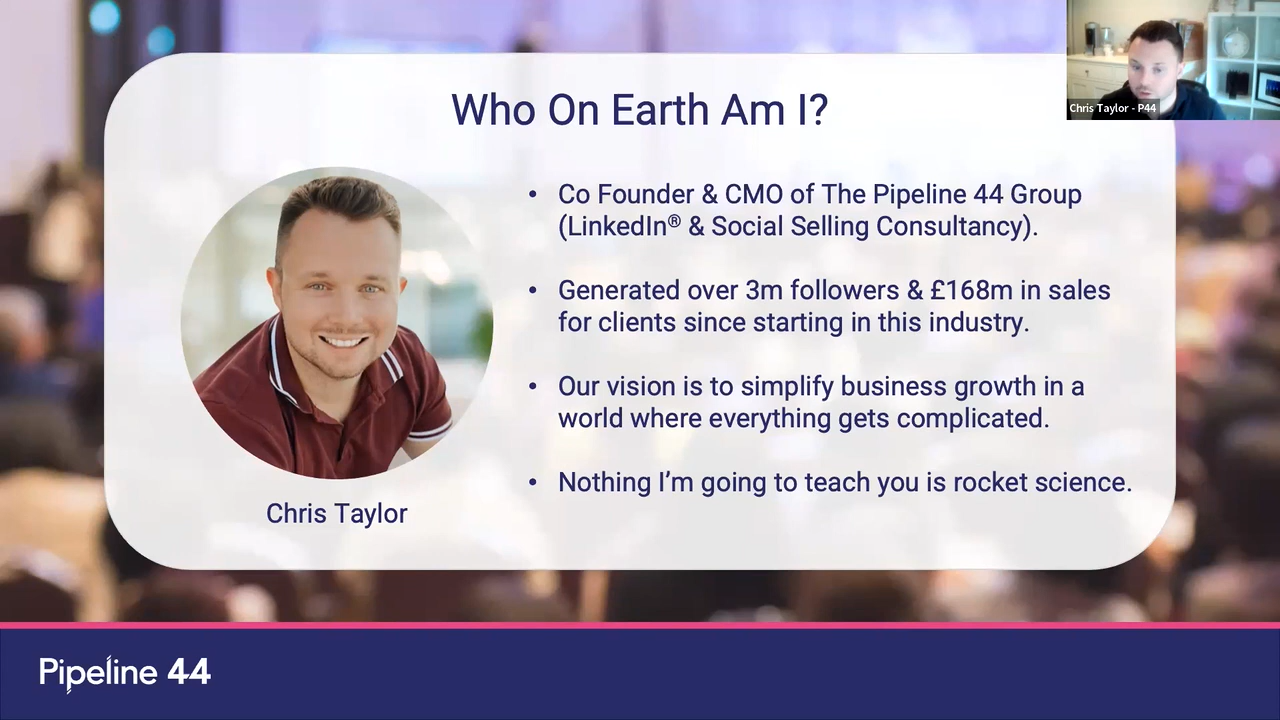 Who On Earth Am I?
Chris Taylor - P44
• Co Founder & CMO of The Pipeline 44 Group
(LinkedIn® & Social Selling Consultancy).
• Generated over 3m followers & £168m in sales
for clients since starting in this industry.
• Our vision is to simplify business growth in a
world where everything gets complicated.
• Nothing I’m going to teach you is rocket science.
Chris Taylor
Pipeline 44